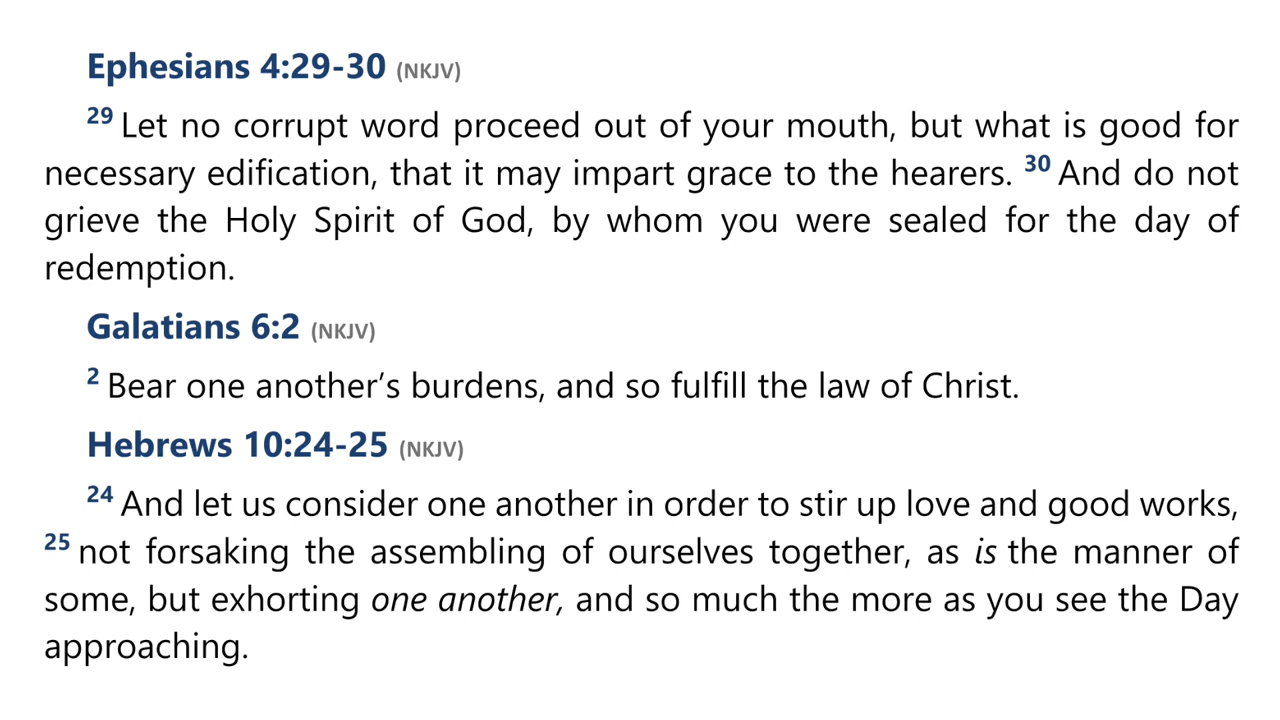 Ephesians 4:29-30 (NKJV)
29 Let no corrupt word proceed out of your mouth, but what is good for
necessary edification, that it may impart grace to the hearers. 30 And do not
grieve the Holy Spirit of God, by whom you were sealed for the day of
redemption.
Galatians 6:2 (NKJV)
2 Bear one another’s burdens, and so fulfill the law of Christ.
Hebrews 10:24-25 (NKJV)
24 And let us consider one another in order to stir up love and good works,
25 not forsaking the assembling of ourselves together, as is the manner of
some, but exhorting one another, and so much the more as you see the Day
approaching.